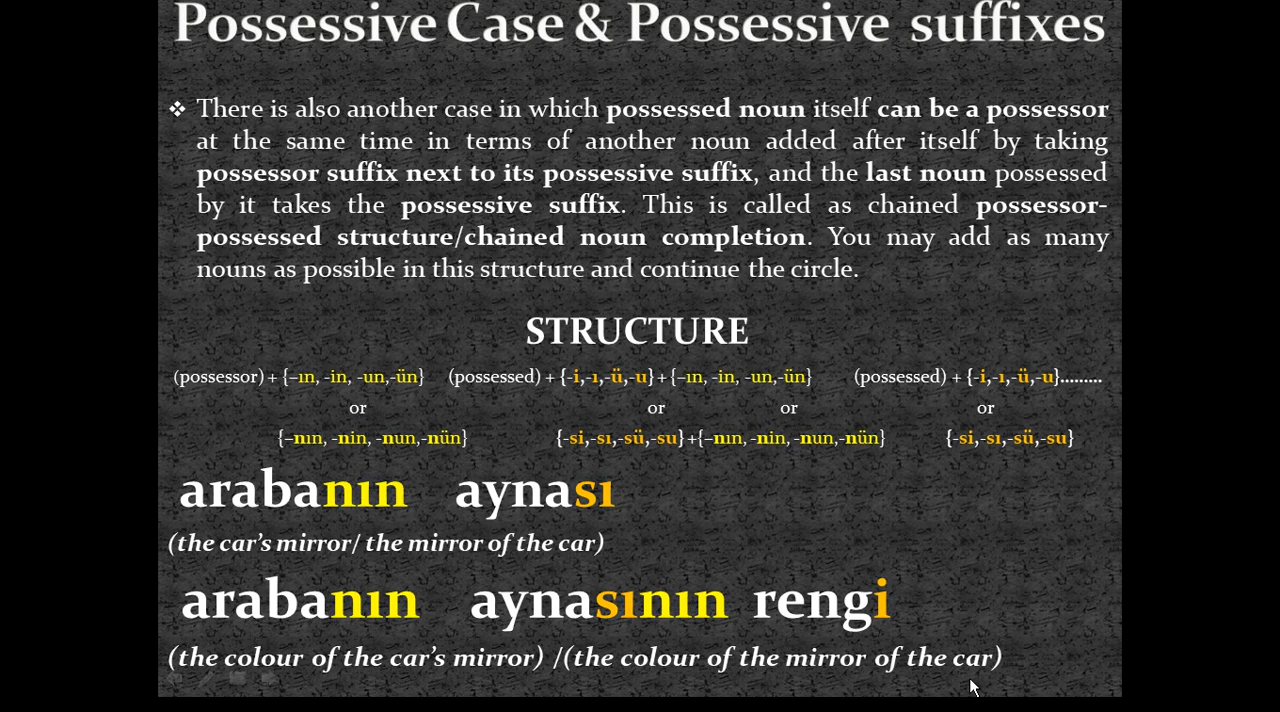 Possessive Case & Possessive suffixes
❖ There is also another case in which possessed noun itself can be a possessor
at the same time in terms of another noun added after itself by taking
possessor suffix next to its possessive suffix, and the last noun possessed
by it takes the possessive suffix. This is called as chained possessor-
possessed structure/chained noun completion. You may add as many
nouns as possible in this structure and continue the circle.
STRUCTURE
(possessor) + {–ın, -in, -un,-ün} (possessed) + {-i,-ı,-ü,-u} + {–ın, -in, -un,-ün} (possessed) + {-i,-ı,-ü,-u}.........
or or or or
{–nın, -nin, -nun,-nün} {-si,-sı,-sü,-su} +{–nın, -nin, -nun,-nün} {-si,-sı,-sü,-su}
arabanın aynası
(the car’s mirror/ the mirror of the car)
arabanın aynasının rengi
(the colour of the car’s mirror) /(the colour of the mirror of the car)